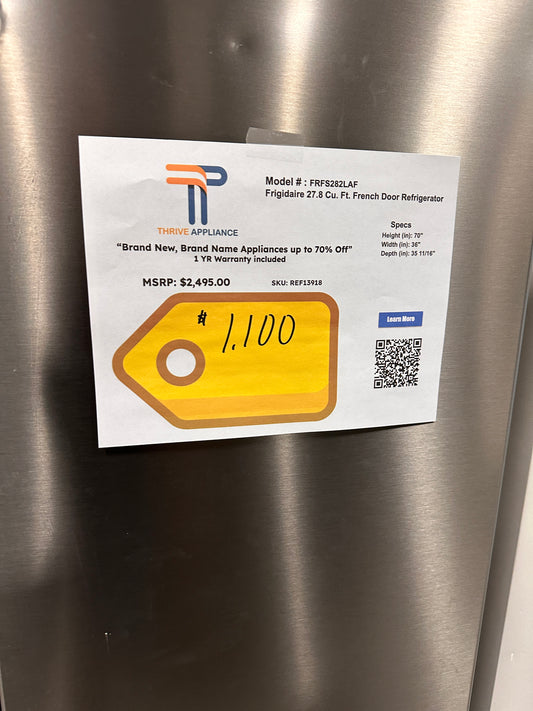 TP
THRIVE APPLIANCE
Model # : FRFS282LAF
Frigidaire 27.8 Cu. Ft. French Door Refrigerator
"Brand New, Brand Name Appliances up to 70% Off"
1 YR Warranty included
Specs
Height (in): 70"
Width (in): 36"
Depth (in): 35 11/16"
MSRP: $2,495.00
SKU: REF13918
$1,100
Learn More